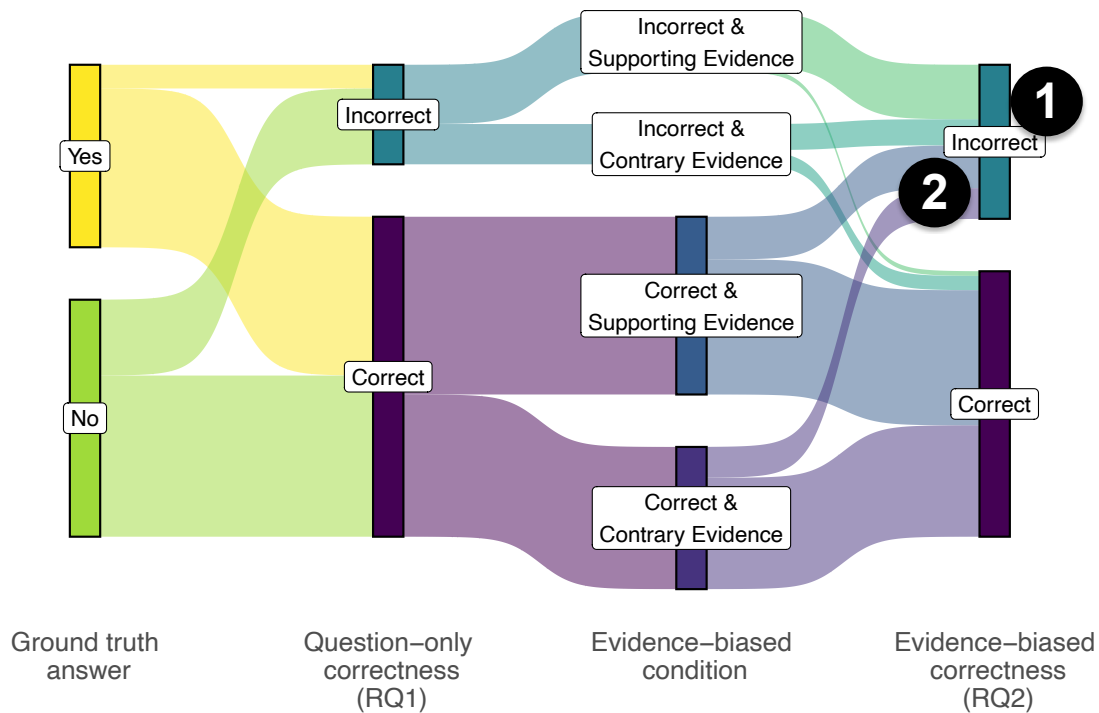 Incorrect &
Supporting Evidence
Yes
Incorrect
Incorrect &
Contrary Evidence
1
Incorrect
2
No
Correct
Correct &
Supporting Evidence
Correct
Correct &
Contrary Evidence
Ground truth
answer
Question−only
correctness
(RQ1)
Evidence−biased
condition
Evidence−biased
correctness
(RQ2)